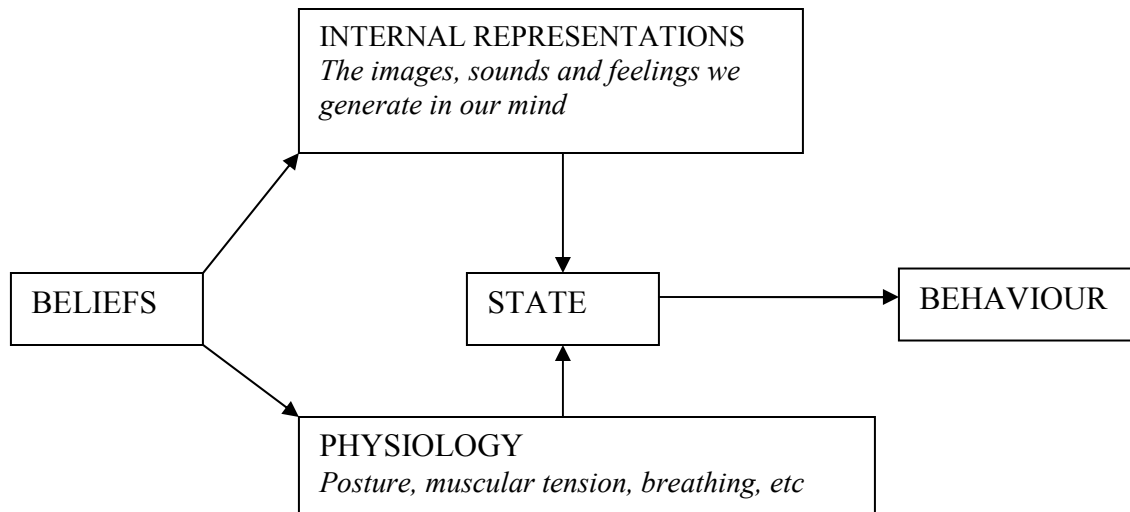 INTERNAL REPRESENTATIONS
The images, sounds and feelings we
generate in our mind
BELIEFS
STATE
BEHAVIOUR
PHYSIOLOGY
Posture, muscular tension, breathing, etc